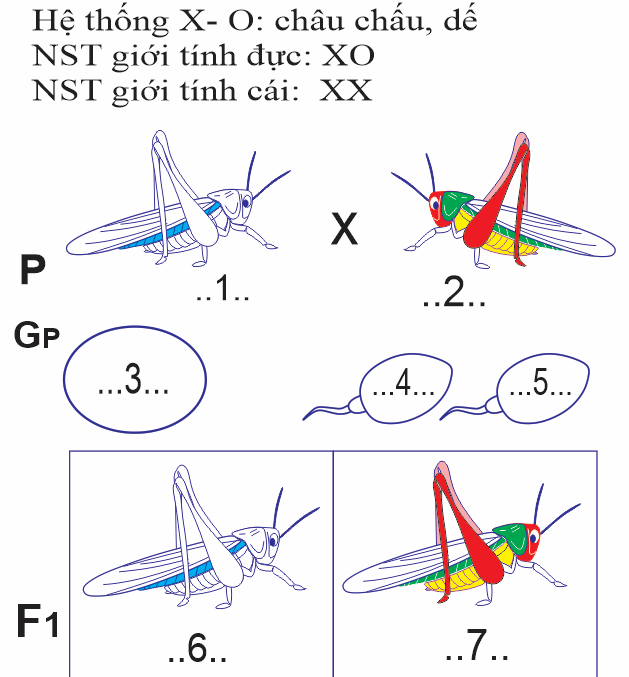 Hệ thống X- O: châu chấu, dế
NST giới tính đực: XO
NST giới tính cái: XX
X
P
..1..
..2..
GP
...3...
...4...
...5...
F1
..6..
..7..